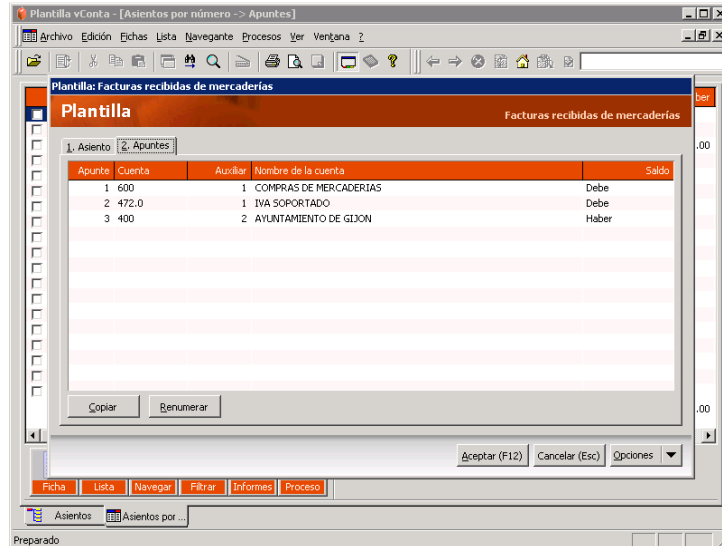 Plantilla vConta - [Asientos por número -> Apuntes]
Archivo Edición Fichas Lista Navegante Procesos Ver Ventana ?
Plantilla: Facturas recibidas de mercaderías
ber
Plantilla
Facturas recibidas de mercaderías
1. Asiento 2. Apuntes
.00
Apunte Cuenta Auxiliar Nombre de la cuenta Saldo
1 600 1 COMPRAS DE MERCADERIAS Debe
2 472.0 1 IVA SOPORTADO Debe
3 400 2 AYUNTAMIENTO DE GIJON Haber
Copiar Renumerar
.00
Aceptar (F12) Cancelar (Esc) Opciones
Ficha Lista Navegar Filtrar Informes Proceso
Asientos Asientos por ...
Preparado